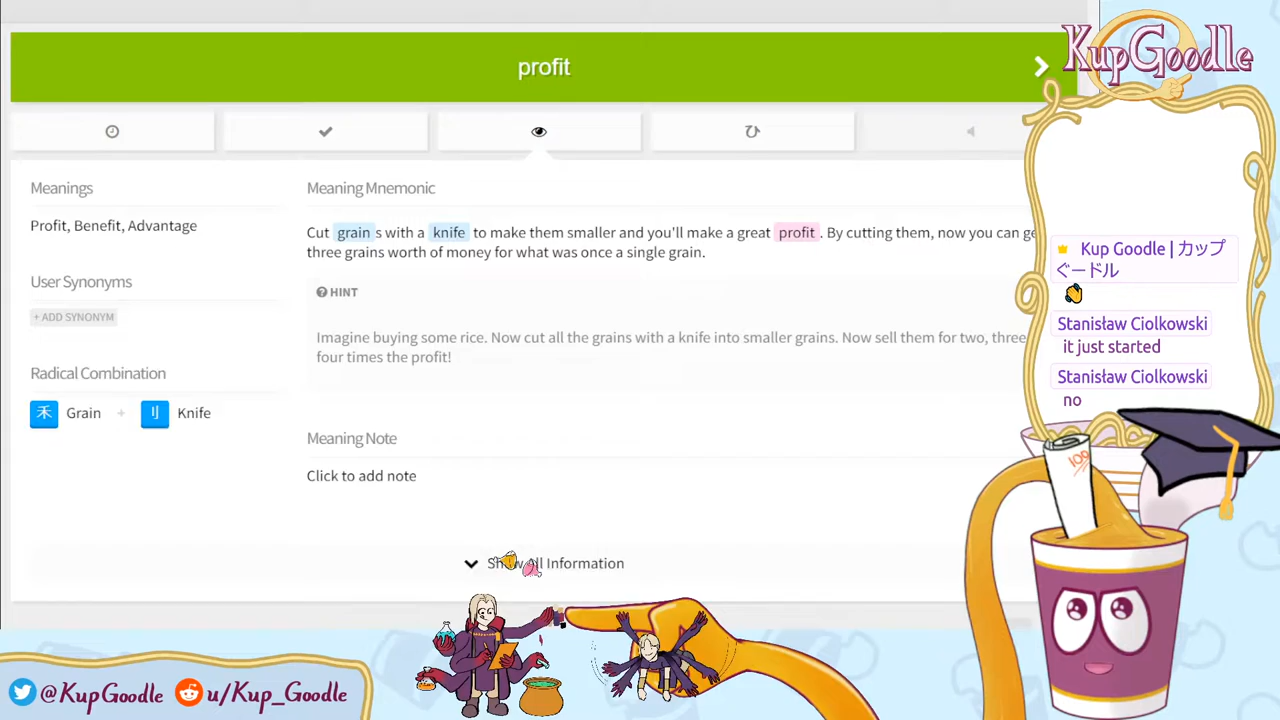 profit
ひ
Meanings
Profit, Benefit, Advantage
User Synonyms
+ ADD SYNONYM
Radical Combination
禾 Grain + 刂 Knife
Meaning Mnemonic
Cut grain s with a knife to make them smaller and you'll make a great profit . By cutting them, now you can ge
three grains worth of money for what was once a single grain.
HINT
Imagine buying some rice. Now cut all the grains with a knife into smaller grains. Now sell them for two, three
four times the profit!
Meaning Note
Click to add note
Show All Information
KupGoodle
Kup Goodle | カップ
ぐードル
Stanisław Ciolkowski
it just started
Stanisław Ciolkowski
no
100
@KupGoodle u/Kup_Goodle